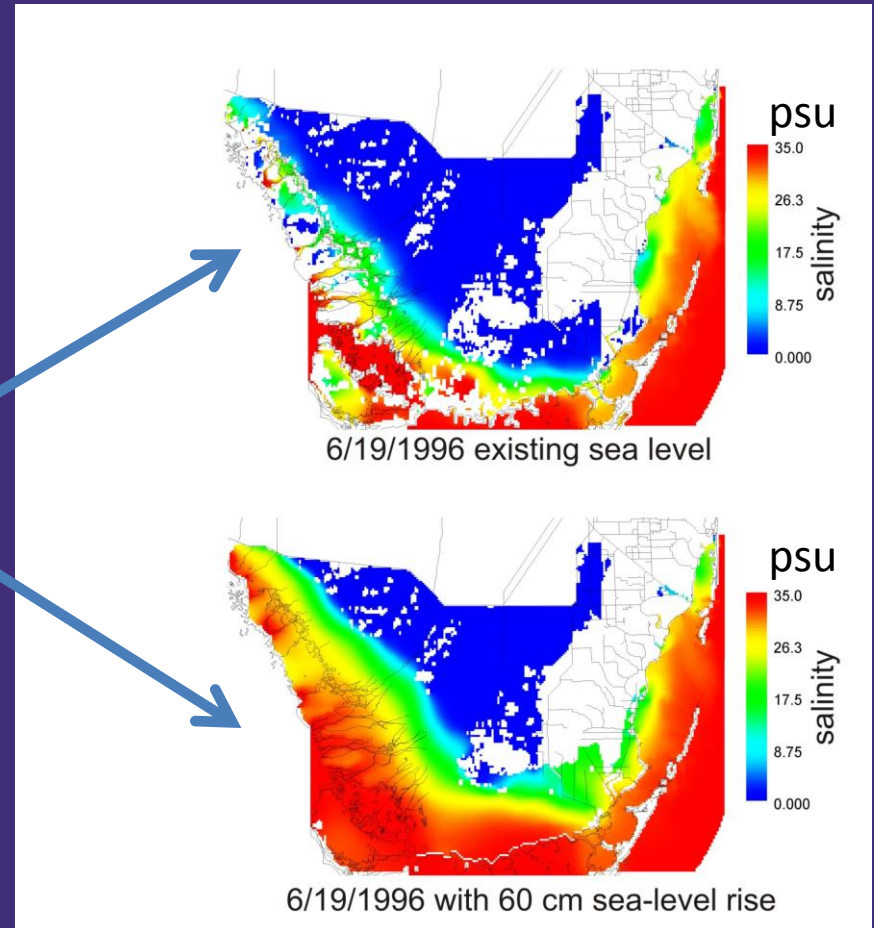 psu
35.0
26.3
17.5
8.75
0.000
salinity
6/19/1996 existing sea level
psu
35.0
26.3
17.5
8.75
0.000
salinity
6/19/1996 with 60 cm sea-level rise